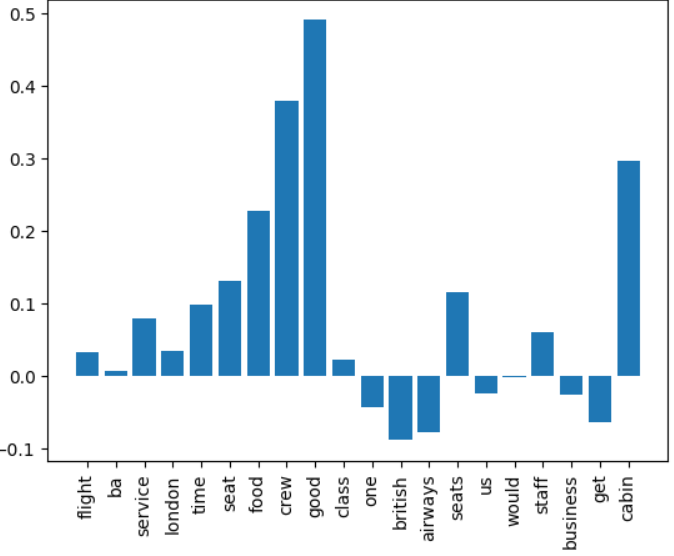 0.5
0.4
0.3
0.2
0.1
0.0
−0.1
flight
ba
service
london
time
seat
food
crew
good
class
one
british
airways
seats
us
would
staff
business
get
cabin